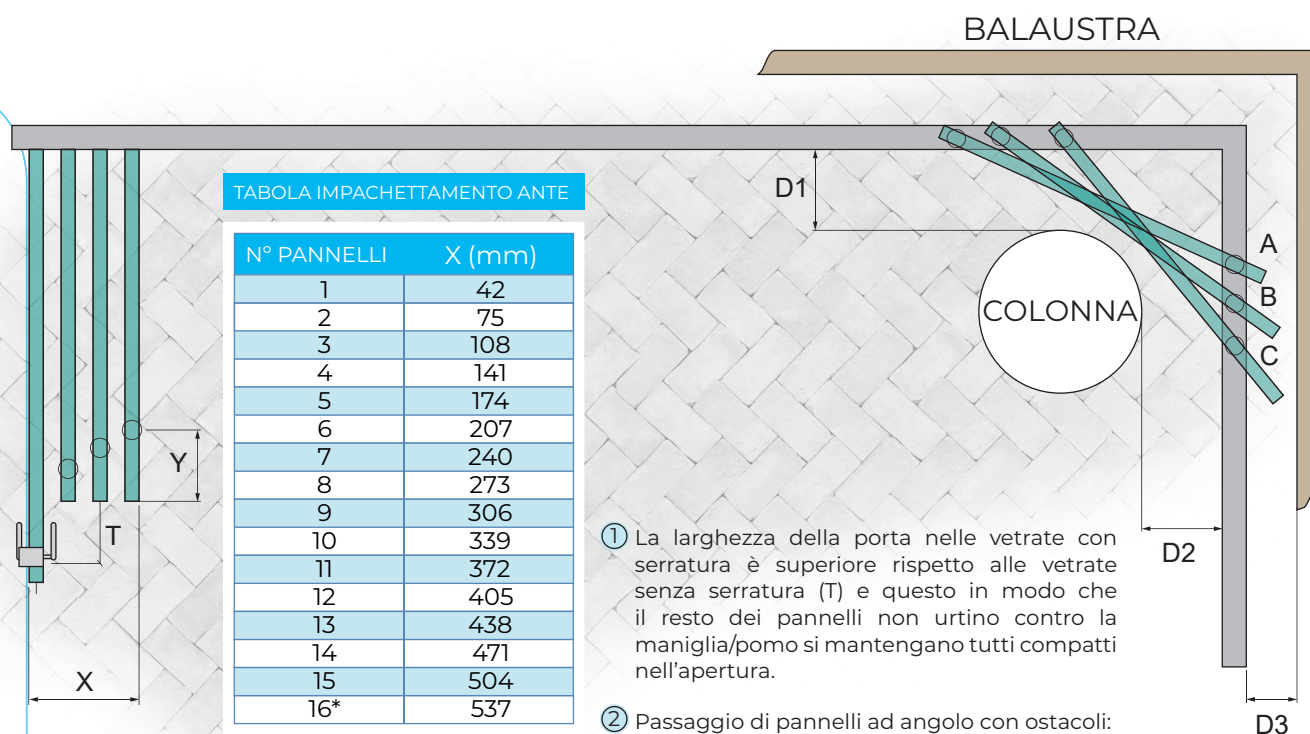 BALAUSTRA
D1
TABOLA IMPACHETTAMENTO ANTE
N° PANNELLI X (mm)
1 42
2 75
3 108
4 141
5 174
6 207
7 240
8 273
9 306
10 339
11 372
12 405
13 438
14 471
15 504
16* 537
COLONNA
A
B
C
Y
T
X
D2
D3
1 La larghezza della porta nelle vetrate con
serratura è superiore rispetto alle vetrate
senza serratura (T) e questo in modo che
il resto dei pannelli non urtino contro la
maniglia/pomo si mantengano tutti compatti
nell'apertura.
2 Passaggio di pannelli ad angolo con ostacoli: